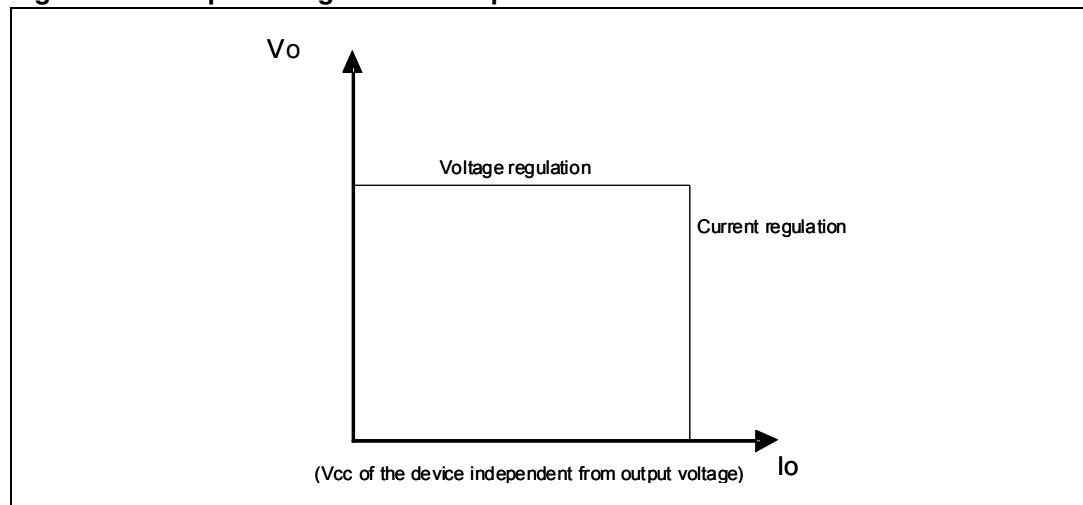 Vo
Voltage regulation
Current regulation
Io
(Vcc of the device independent from output voltage)